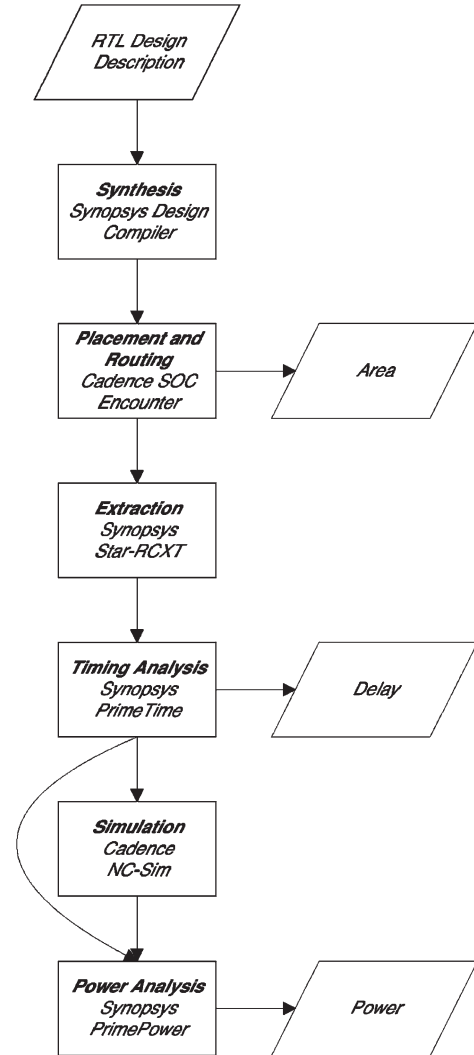 RTL Design
Description
Synthesis
Synopsys Design
Compiler
Placement and
Routing
Cadence SOC
Encounter
Area
Extraction
Synopsys
Star-RCXT
Timing Analysis
Synopsys
PrimeTime
Delay
Simulation
Cadence
NC-Sim
Power Analysis
Synopsys
PrimePower
Power